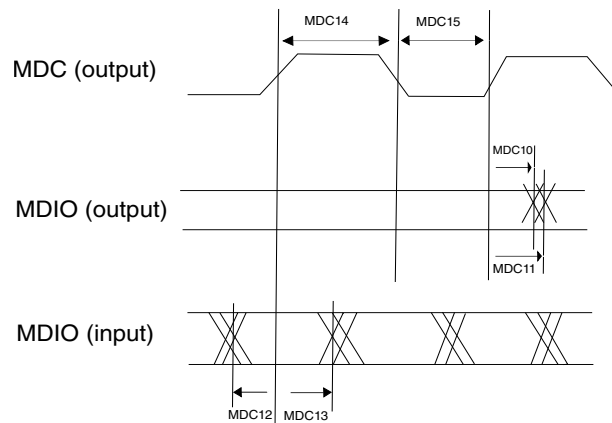 MDC14
MDC15
MDC (output)
MDC10
MDIO (output)
MDC11
MDIO (input)
MDC12
MDC13